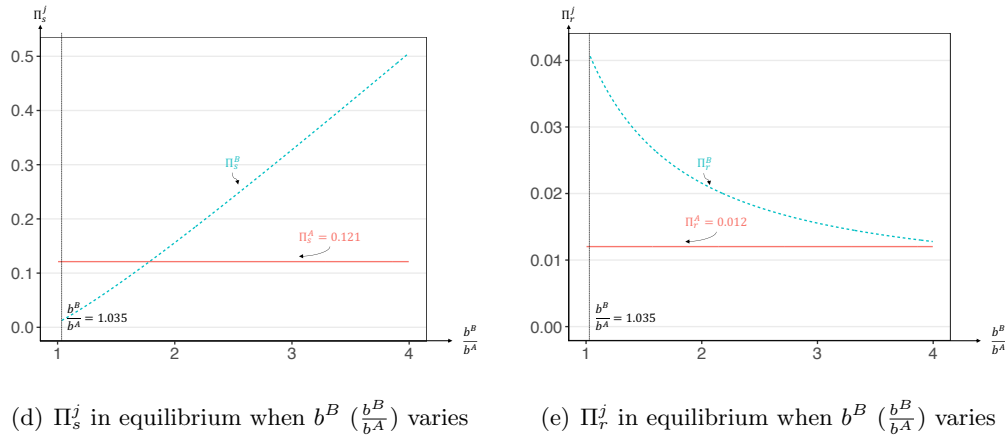 Π_s^j
0.5
0.4
0.3
0.2
0.1
0.0
Π_s^B
Π_s^A = 0.121
b^B/b^A = 1.035
1 2 3 4
b^B/b^A
(d) Π_s^j in equilibrium when b^B (b^B/b^A) varies
Π_r^j
0.04
0.03
0.02
0.01
0.00
Π_r^B
Π_r^A = 0.012
b^B/b^A = 1.035
1 2 3 4
b^B/b^A
(e) Π_r^j in equilibrium when b^B (b^B/b^A) varies